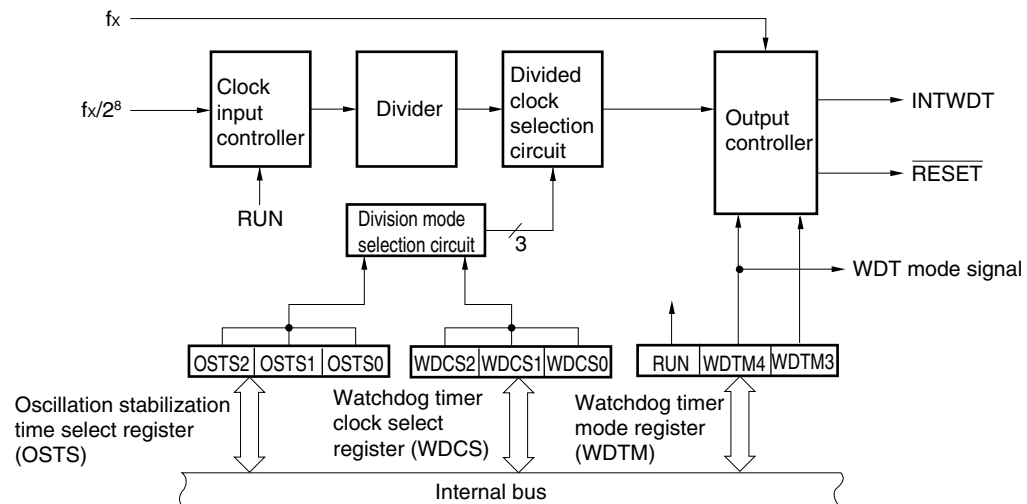 fx
fx/2⁸
Clock
input
controller
Divider
Divided
clock
selection
circuit
Output
controller
INTWDT
RESET
RUN
Division mode
selection circuit
3
WDT mode signal
OSTS2 OSTS1 OSTS0
WDCS2 WDCS1 WDCS0
RUN WDTM4 WDTM3
Oscillation stabilization
time select register
(OSTS)
Watchdog timer
clock select
register (WDCS)
Watchdog timer
mode register
(WDTM)
Internal bus